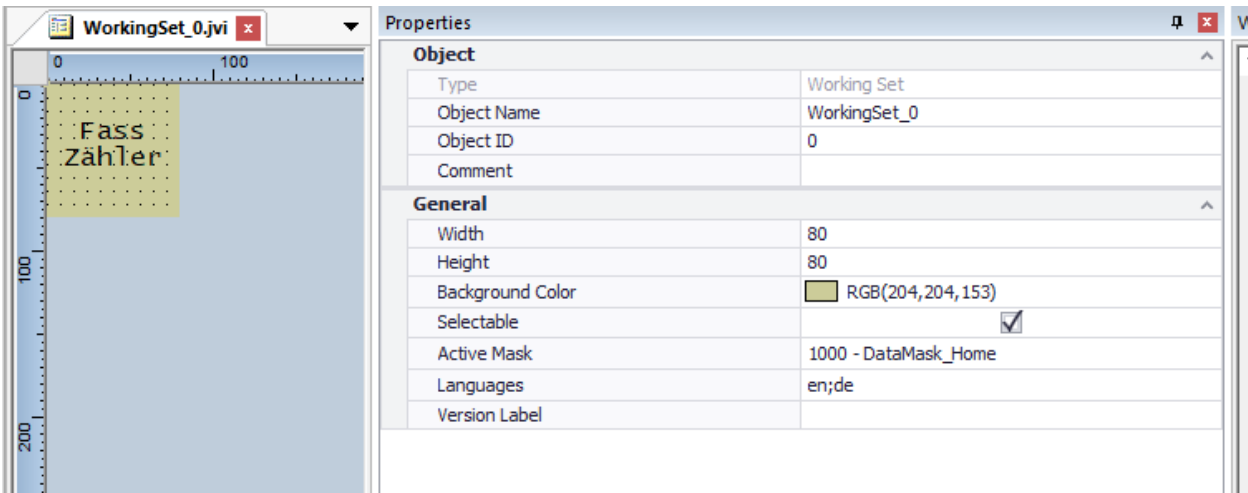 WorkingSet_0.jvi
0 100
0
100
200
Fass
Zähler
Properties
Object
Type Working Set
Object Name WorkingSet_0
Object ID 0
Comment
General
Width 80
Height 80
Background Color RGB(204,204,153)
Selectable
Active Mask 1000 - DataMask_Home
Languages en;de
Version Label